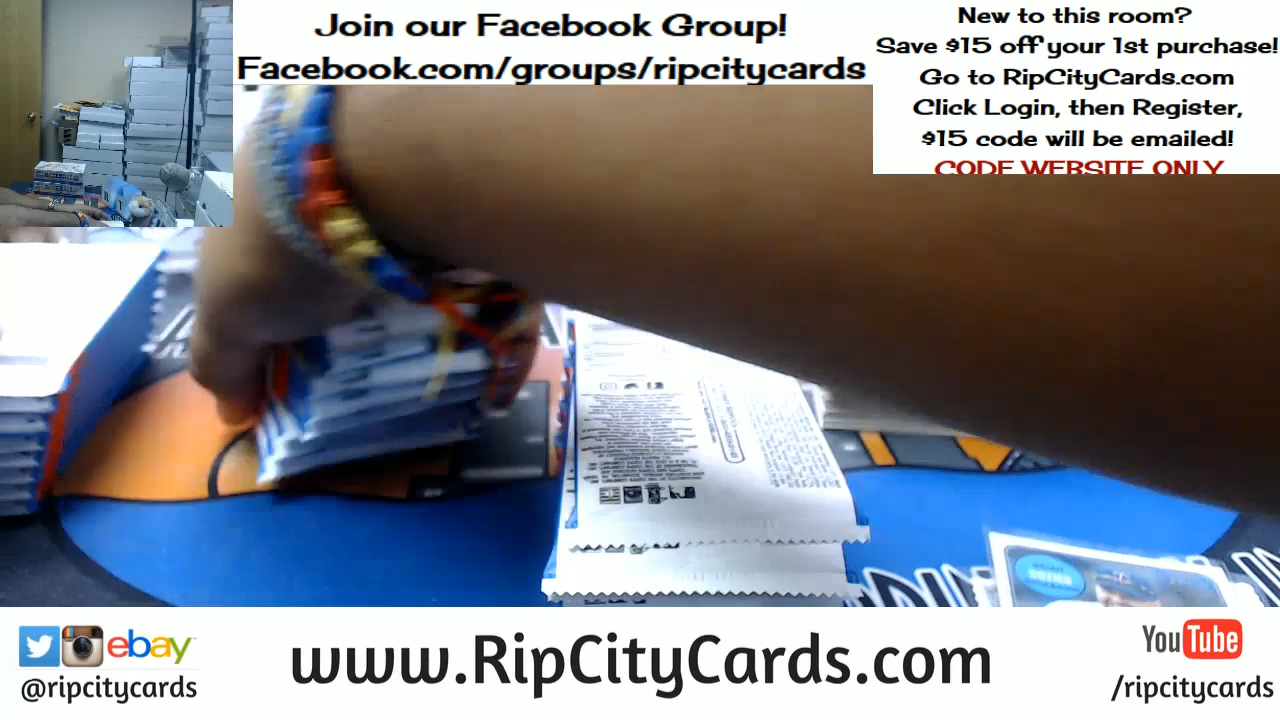 Join our Facebook Group!
Facebook.com/groups/ripcitycards
New to this room?
Save $15 off your 1st purchase!
Go to RipCityCards.com
Click Login, then Register,
$15 code will be emailed!
CODE WEBSITE ONLY
ebay
@ripcitycards
www.RipCityCards.com
YouTube
/ripcitycards